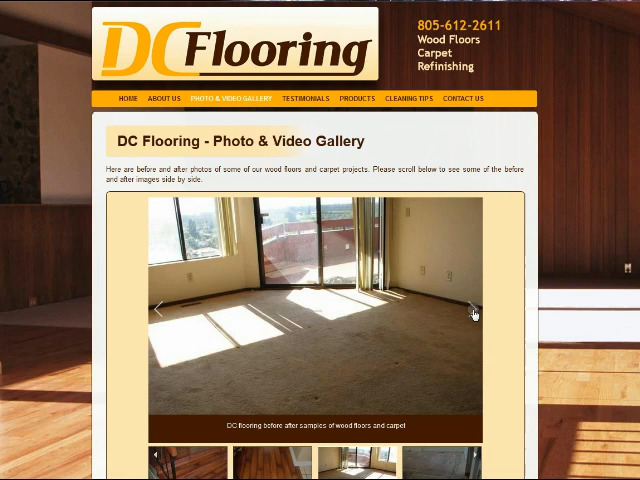 DC Flooring
805-612-2611
Wood Floors
Carpet
Refinishing
HOME ABOUT US PHOTO & VIDEO GALLERY TESTIMONIALS PRODUCTS CLEANING TIPS CONTACT US
DC Flooring - Photo & Video Gallery
Here are before and after photos of some of our wood floors and carpet projects. Please scroll below to see some of the before
and after images side by side.
DC flooring before after samples of wood floors and carpet